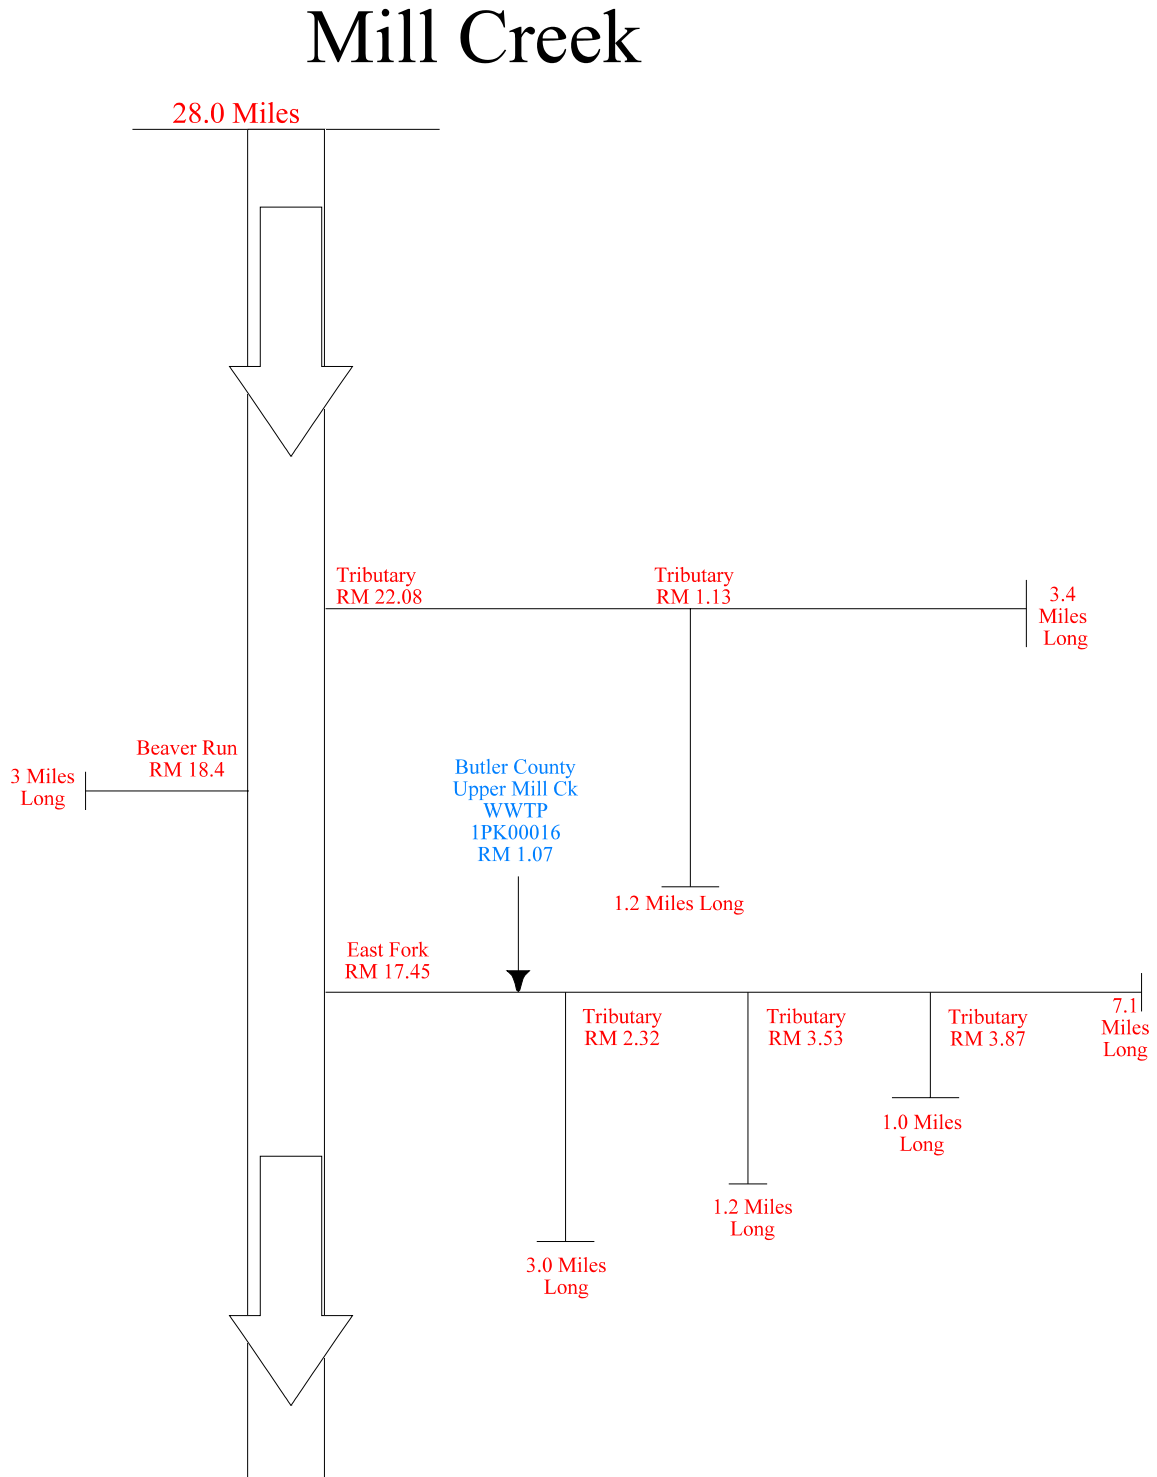 Mill Creek
28.0 Miles
Tributary
RM 22.08
Tributary
RM 1.13
3.4
Miles
Long
Beaver Run
RM 18.4
3 Miles
Long
Butler County
Upper Mill Ck
WWTP
1PK00016
RM 1.07
1.2 Miles Long
East Fork
RM 17.45
7.1
Miles
Long
Tributary
RM 2.32
Tributary
RM 3.53
Tributary
RM 3.87
1.0 Miles
Long
1.2 Miles
Long
3.0 Miles
Long